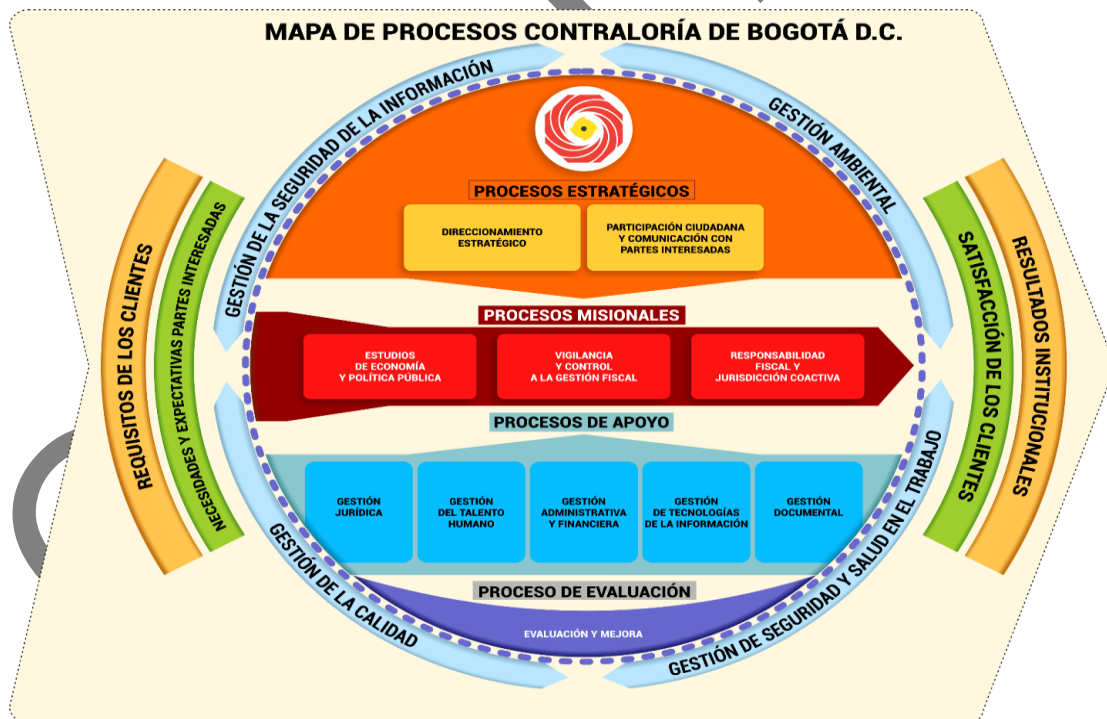 MAPA DE PROCESOS CONTRALORÍA DE BOGOTÁ D.C.
GESTIÓN DE LA SEGURIDAD DE LA INFORMACIÓN
GESTIÓN AMBIENTAL
REQUISITOS DE LOS CLIENTES
NECESIDADES Y EXPECTATIVAS PARTES INTERESADAS
PROCESOS ESTRATÉGICOS
DIRECCIONAMIENTO
ESTRATÉGICO
PARTICIPACIÓN CIUDADANA
Y COMUNICACIÓN CON
PARTES INTERESADAS
PROCESOS MISIONALES
ESTUDIOS
DE ECONOMÍA
Y POLÍTICA PÚBLICA
VIGILANCIA
Y CONTROL
A LA GESTIÓN FISCAL
RESPONSABILIDAD
FISCAL Y
JURISDICCIÓN COACTIVA
PROCESOS DE APOYO
GESTIÓN
JURÍDICA
GESTIÓN
DEL TALENTO
HUMANO
GESTIÓN
ADMINISTRATIVA
Y FINANCIERA
GESTIÓN
DE TECNOLOGÍAS
DE LA INFORMACIÓN
GESTIÓN
DOCUMENTAL
PROCESO DE EVALUACIÓN
EVALUACIÓN Y MEJORA
GESTIÓN DE LA CALIDAD
GESTIÓN DE SEGURIDAD Y SALUD EN EL TRABAJO
SATISFACCIÓN DE LOS CLIENTES
RESULTADOS INSTITUCIONALES